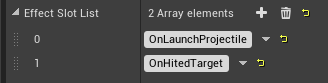 Effect Slot List 2 Array elements
0 OnLaunchProjectile
1 OnHitedTarget